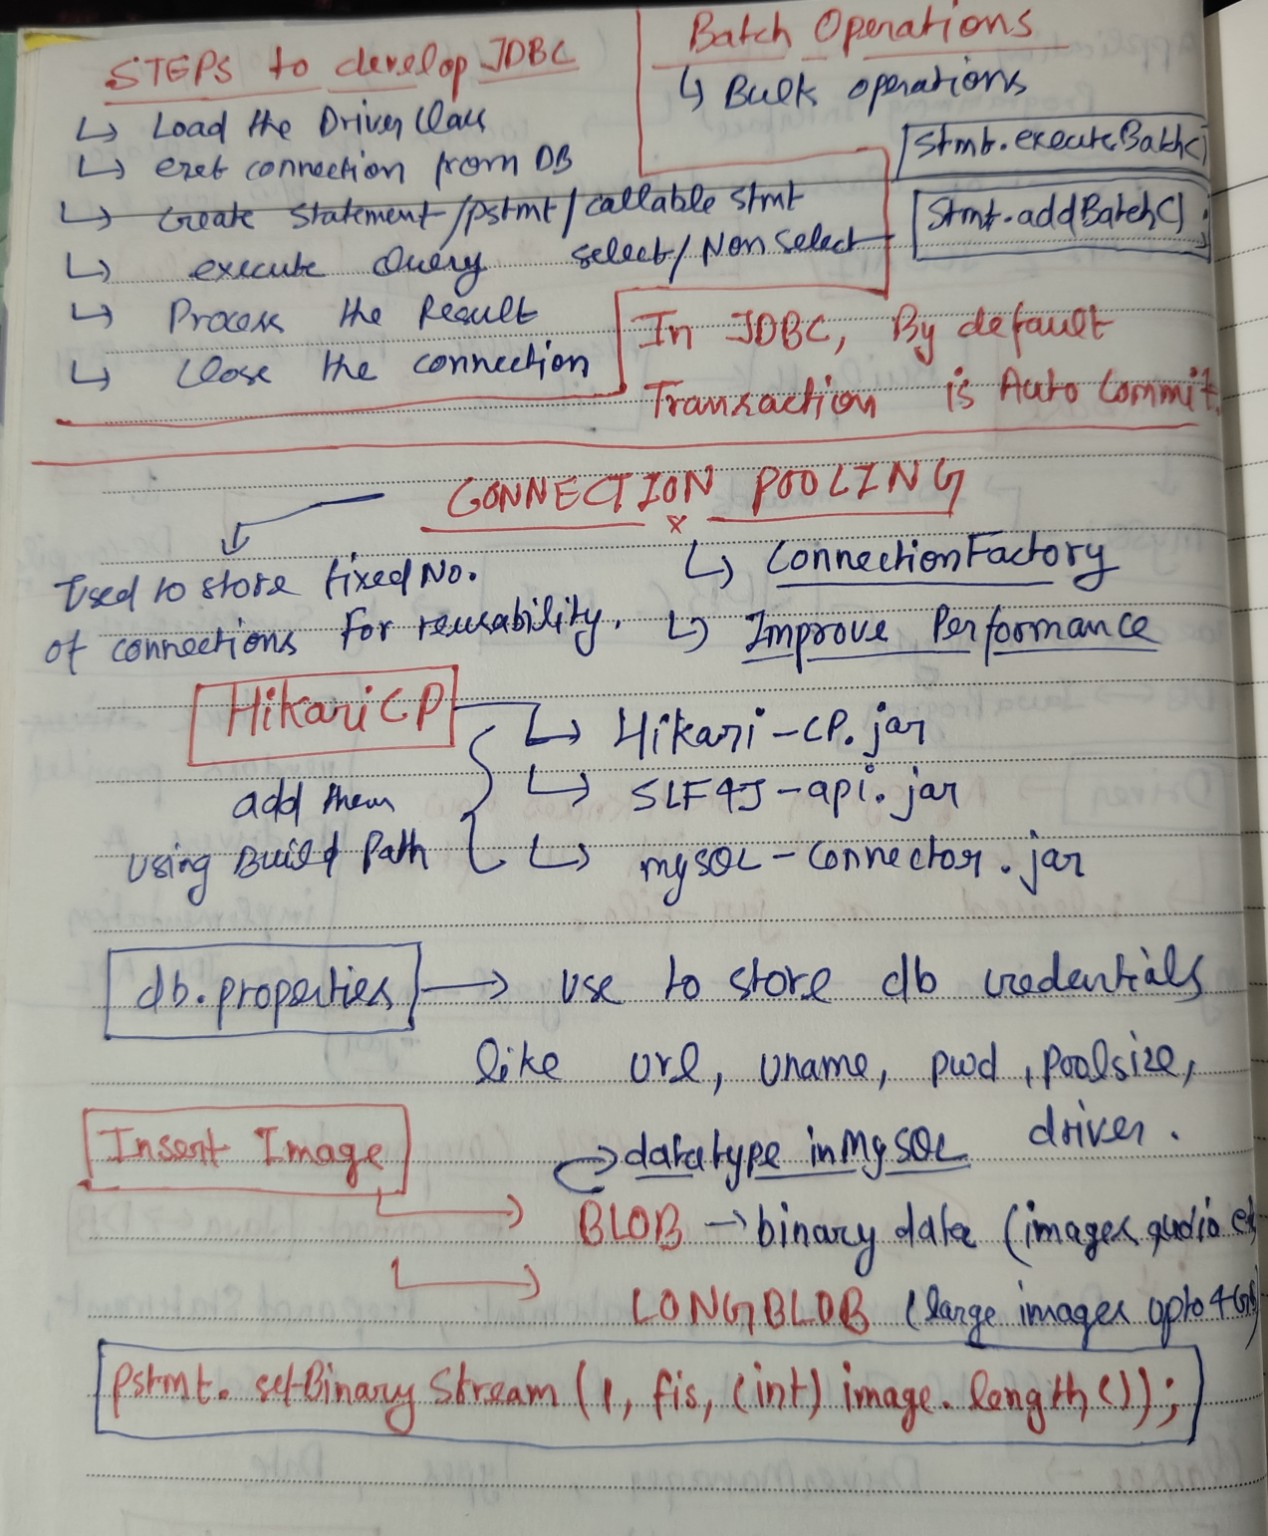 STEPS to develop JDBC
↳ Load the Driver Class
↳ eret connection from DB
↳ Create Statement/pstmt/callable stmt
↳ execute Query select/Non select
↳ Process the Result
↳ Close the connection
Batch Operations
↳ Bulk operations
Stmt.executeBatch()
Stmt.addBatch();
In JDBC, By default
Transaction is Auto Commit.
CONNECTION POOLING
Used to store fixed No.
of connections for reusability.
↳ ConnectionFactory
↳ Improve Performance
HikariCP
↳ Hikari-CP.jar
↳ SLF4J-api.jar
↳ mySQL-connector.jar
add them
using Build Path
db.properties → use to store db credentials
like url, uname, pwd, poolsize,
driver.
Insert Image
→ datatype in MySQL
BLOB → binary data (images audio
LONGBLOB (large images upto 4GB)
Pstmt.setBinaryStream(1, fis, (int) image.length());